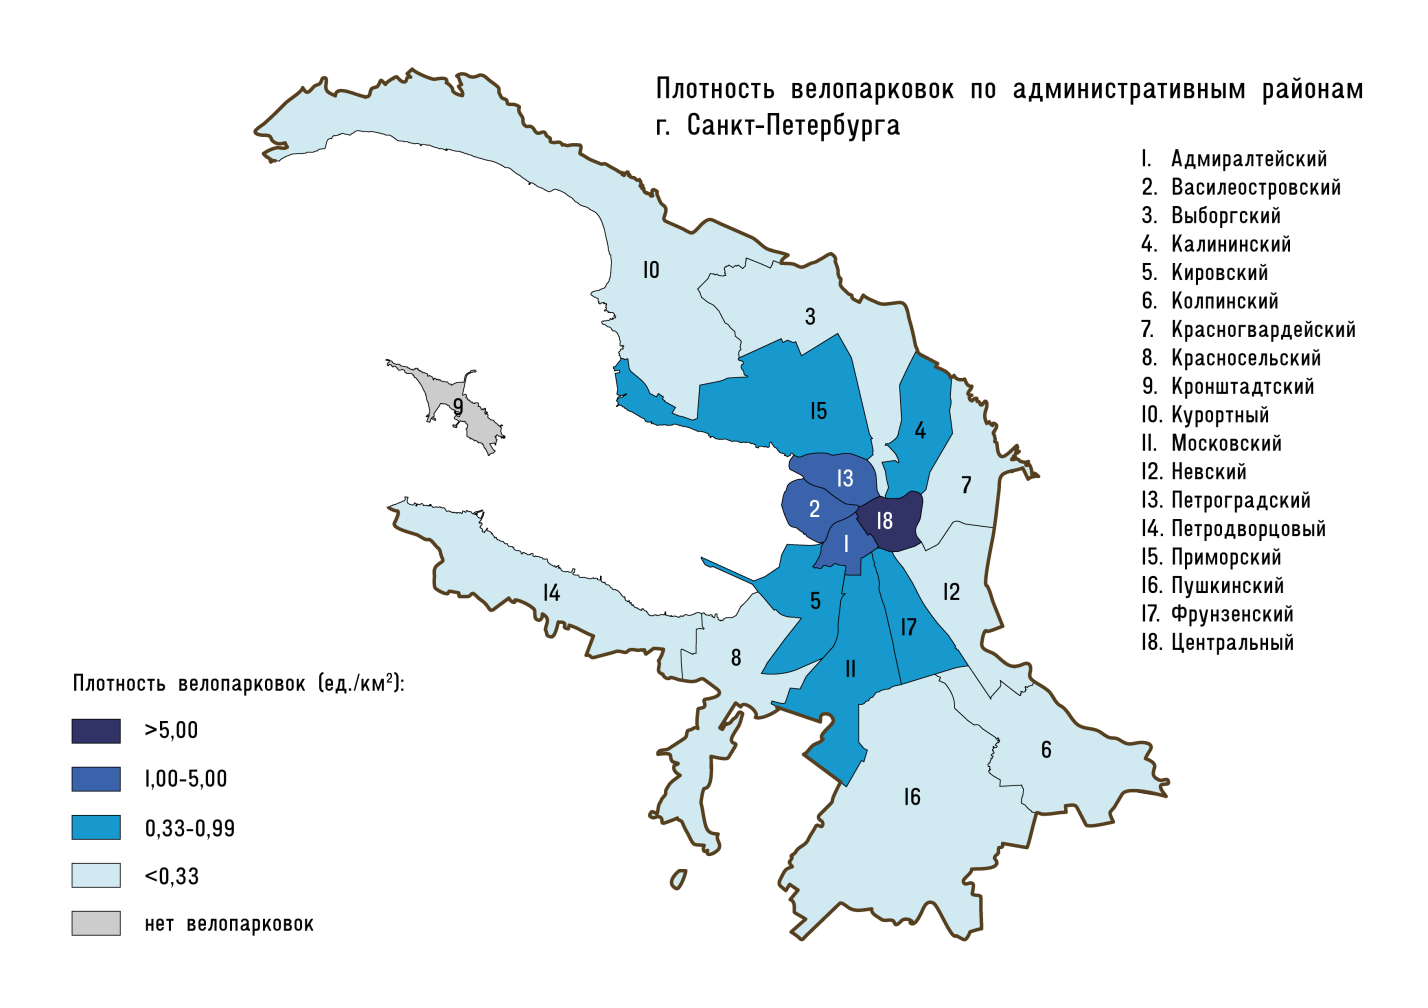 Плотность велопарковок по административным районам
г. Санкт-Петербурга
1. Адмиралтейский
2. Василеостровский
3. Выборгский
4. Калининский
5. Кировский
6. Колпинский
7. Красногвардейский
8. Красносельский
9. Кронштадтский
10. Курортный
11. Московский
12. Невский
13. Петроградский
14. Петродворцовый
15. Приморский
16. Пушкинский
17. Фрунзенский
18. Центральный
10
3
9
15
4
13
7
2
18
1
14
5
12
17
8
11
6
16
Плотность велопарковок (ед./км²):
>5,00
1,00-5,00
0,33-0,99
<0,33
нет велопарковок